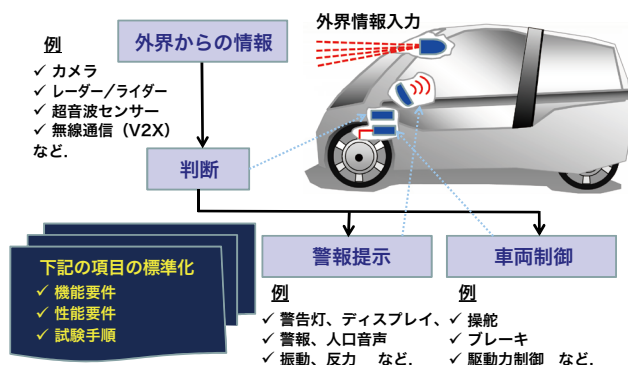 外界情報入力
外界からの情報
例
✓ カメラ
✓ レーダー/ライダー
✓ 超音波センサー
✓ 無線通信（V2X）
など.
判断
下記の項目の標準化
✓ 機能要件
✓ 性能要件
✓ 試験手順
警報提示
例
✓ 警告灯、ディスプレイ、
✓ 警報、人口音声
✓ 振動、反力 など.
車両制御
例
✓ 操舵
✓ ブレーキ
✓ 駆動力制御 など.